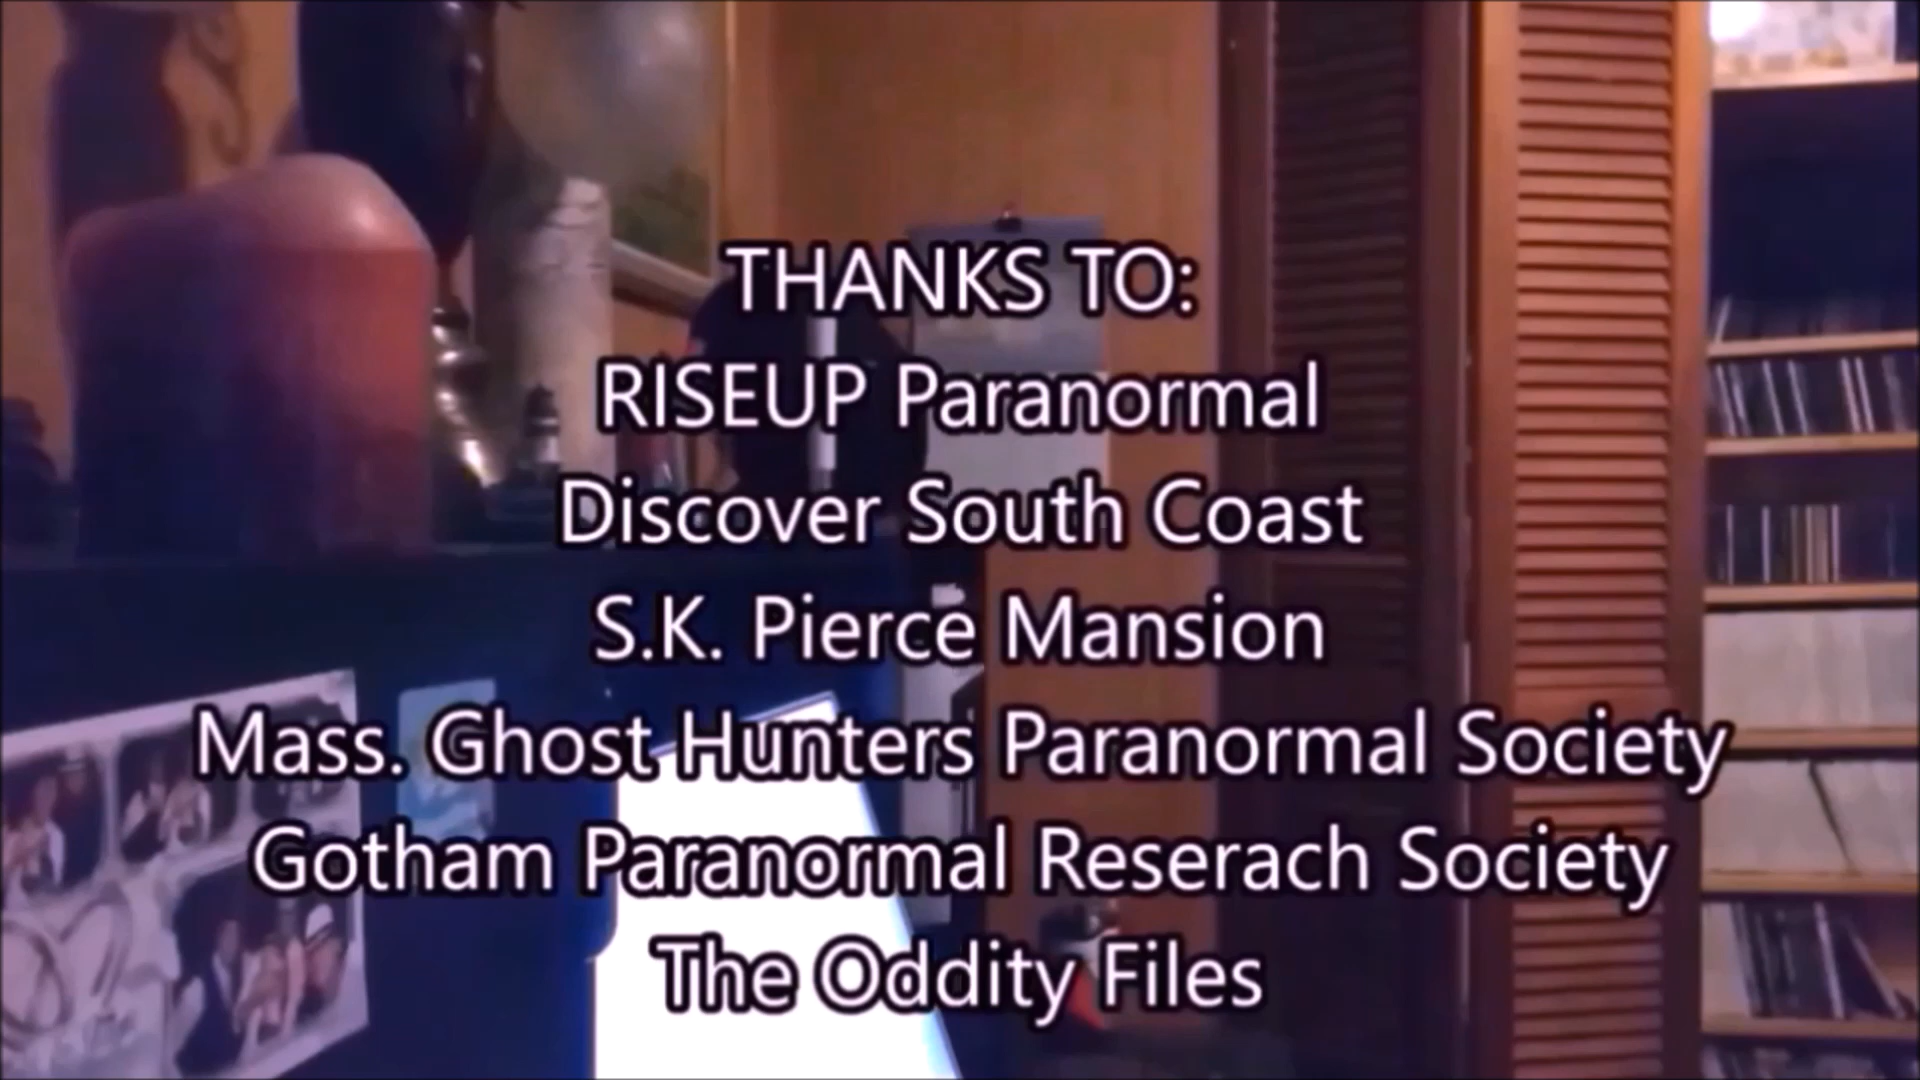 THANKS TO:
RISEUP Paranormal
Discover South Coast
S.K. Pierce Mansion
Mass. Ghost Hunters Paranormal Society
Gotham Paranormal Reserach Society
The Oddity Files